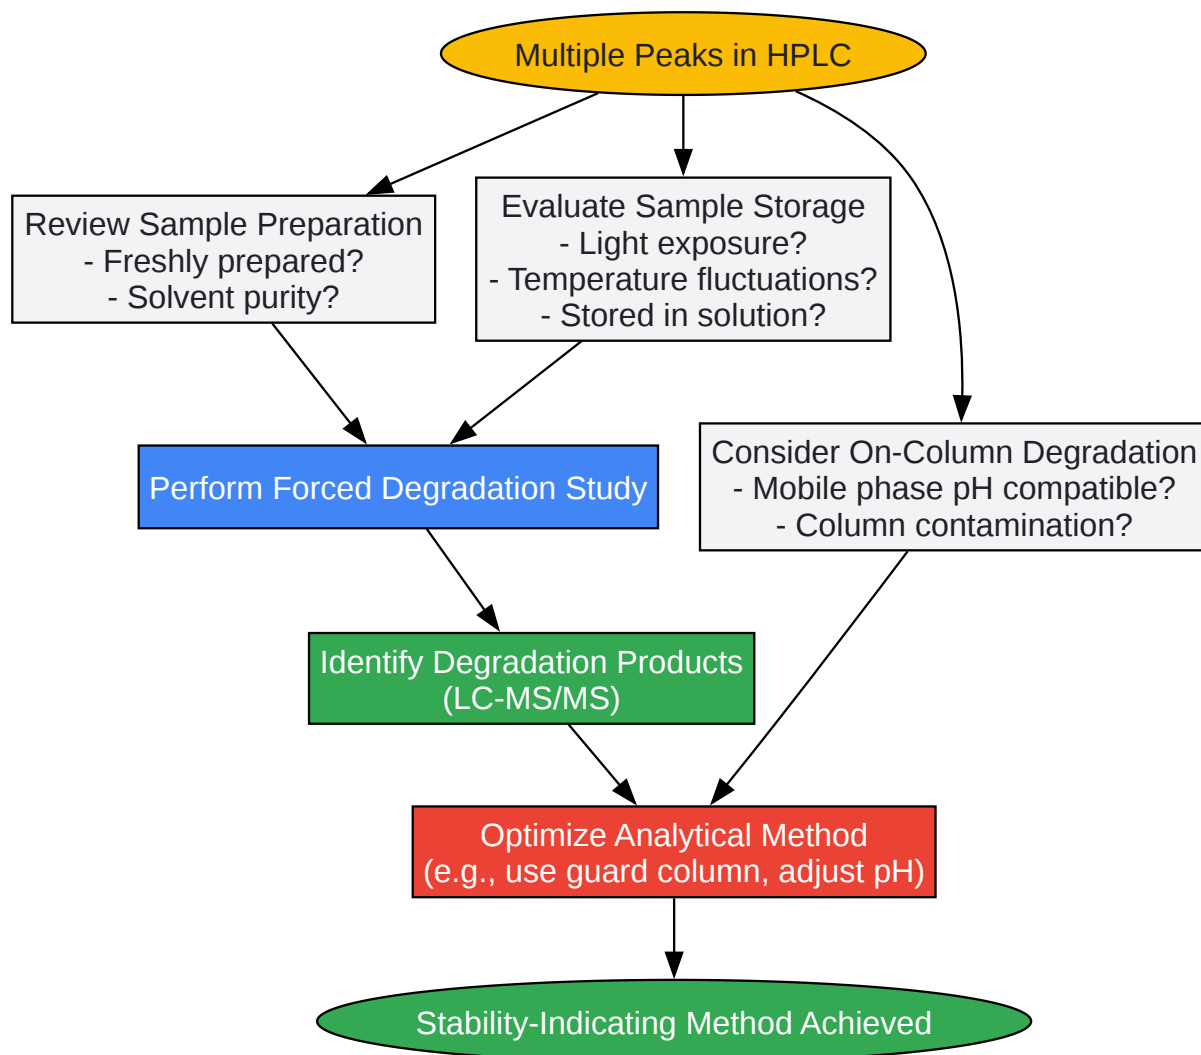 Multiple Peaks in HPLC
Review Sample Preparation
- Freshly prepared?
- Solvent purity?
Evaluate Sample Storage
- Light exposure?
- Temperature fluctuations?
- Stored in solution?
Consider On-Column Degradation
- Mobile phase pH compatible?
- Column contamination?
Perform Forced Degradation Study
Identify Degradation Products
(LC-MS/MS)
Optimize Analytical Method
(e.g., use guard column, adjust pH)
Stability-Indicating Method Achieved